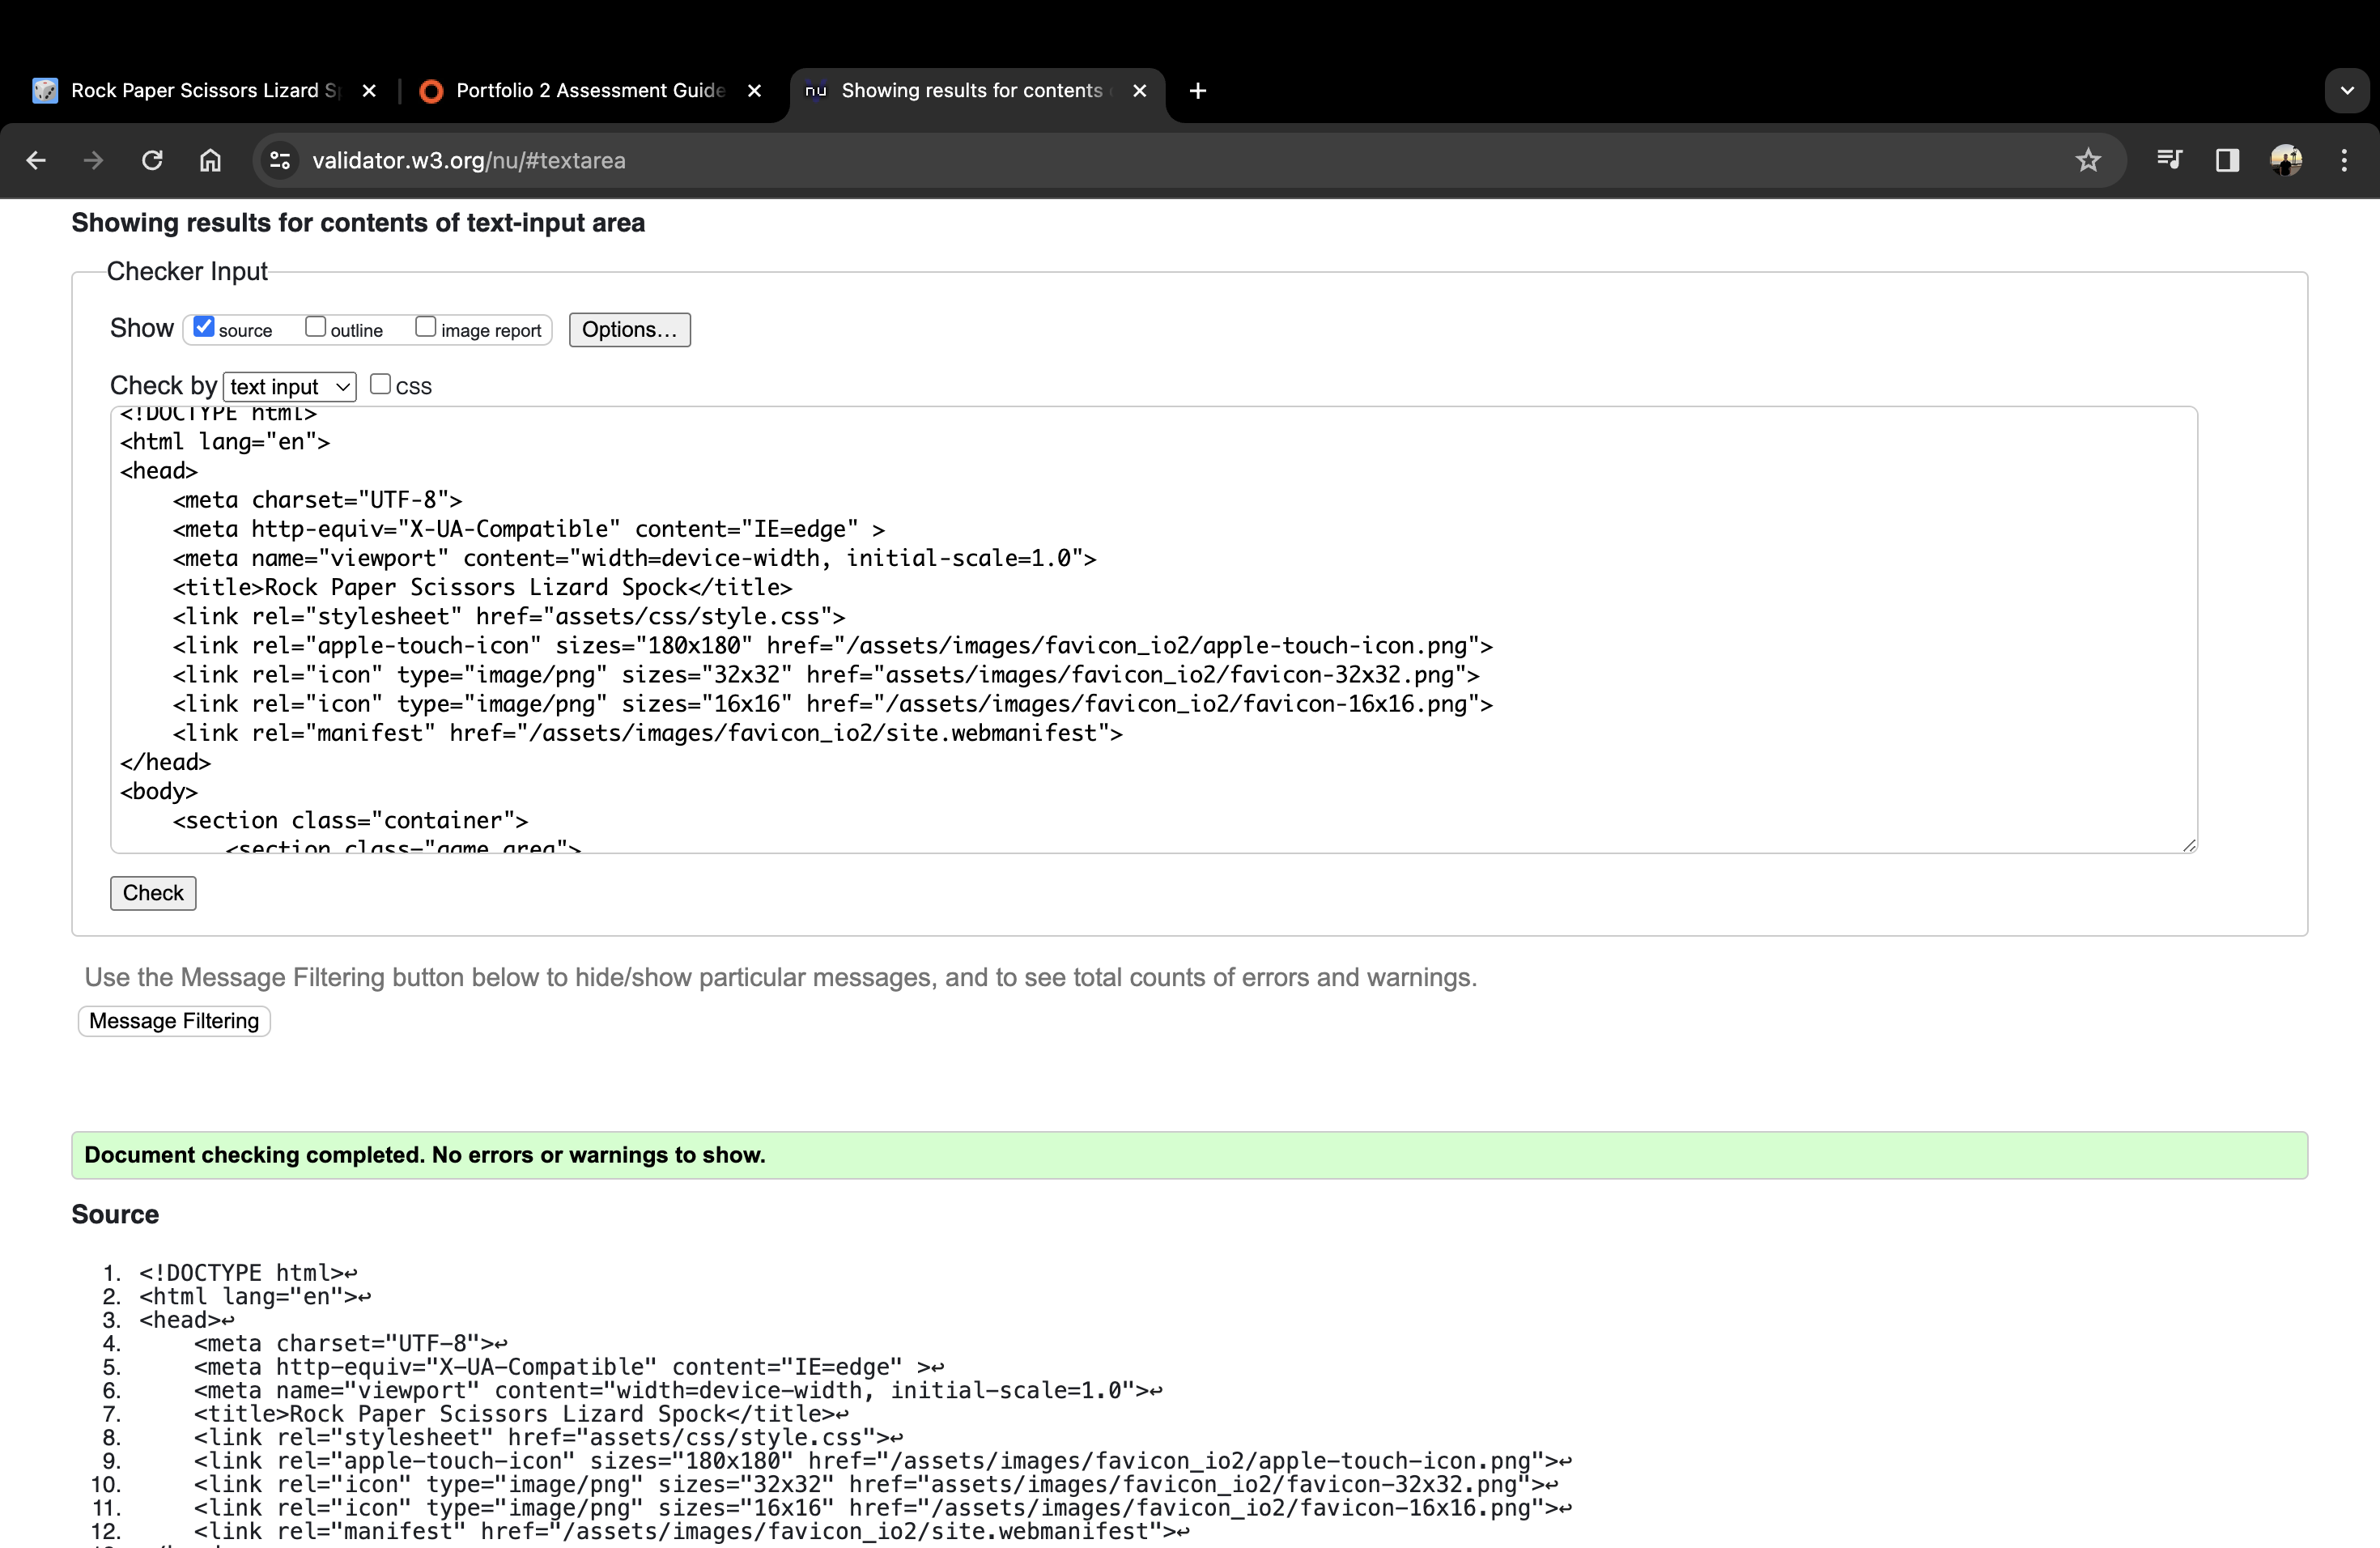 Rock Paper Scissors Lizard
Portfolio 2 Assessment Guide
nu Showing results for contents
validator.w3.org/nu/#textarea
Showing results for contents of text-input area
Checker Input
Show source outline image report Options...
Check by text input CSS
<!DOCTYPE html>
<html lang="en">
<head>
    <meta charset="UTF-8">
    <meta http-equiv="X-UA-Compatible" content="IE=edge" >
    <meta name="viewport" content="width=device-width, initial-scale=1.0">
    <title>Rock Paper Scissors Lizard Spock</title>
    <link rel="stylesheet" href="assets/css/style.css">
    <link rel="apple-touch-icon" sizes="180x180" href="/assets/images/favicon_io2/apple-touch-icon.png">
    <link rel="icon" type="image/png" sizes="32x32" href="assets/images/favicon_io2/favicon-32x32.png">
    <link rel="icon" type="image/png" sizes="16x16" href="/assets/images/favicon_io2/favicon-16x16.png">
    <link rel="manifest" href="/assets/images/favicon_io2/site.webmanifest">
</head>
<body>
    <section class="container">
        <section class="game_area">
Check
Use the Message Filtering button below to hide/show particular messages, and to see total counts of errors and warnings.
Message Filtering
Document checking completed. No errors or warnings to show.
Source
1. <!DOCTYPE html>↩
2. <html lang="en">↩
3. <head>↩
4.     <meta charset="UTF-8">↩
5.     <meta http-equiv="X-UA-Compatible" content="IE=edge" >↩
6.     <meta name="viewport" content="width=device-width, initial-scale=1.0">↩
7.     <title>Rock Paper Scissors Lizard Spock</title>↩
8.     <link rel="stylesheet" href="assets/css/style.css">↩
9.     <link rel="apple-touch-icon" sizes="180x180" href="/assets/images/favicon_io2/apple-touch-icon.png">↩
10.     <link rel="icon" type="image/png" sizes="32x32" href="assets/images/favicon_io2/favicon-32x32.png">↩
11.     <link rel="icon" type="image/png" sizes="16x16" href="/assets/images/favicon_io2/favicon-16x16.png">↩
12.     <link rel="manifest" href="/assets/images/favicon_io2/site.webmanifest">↩